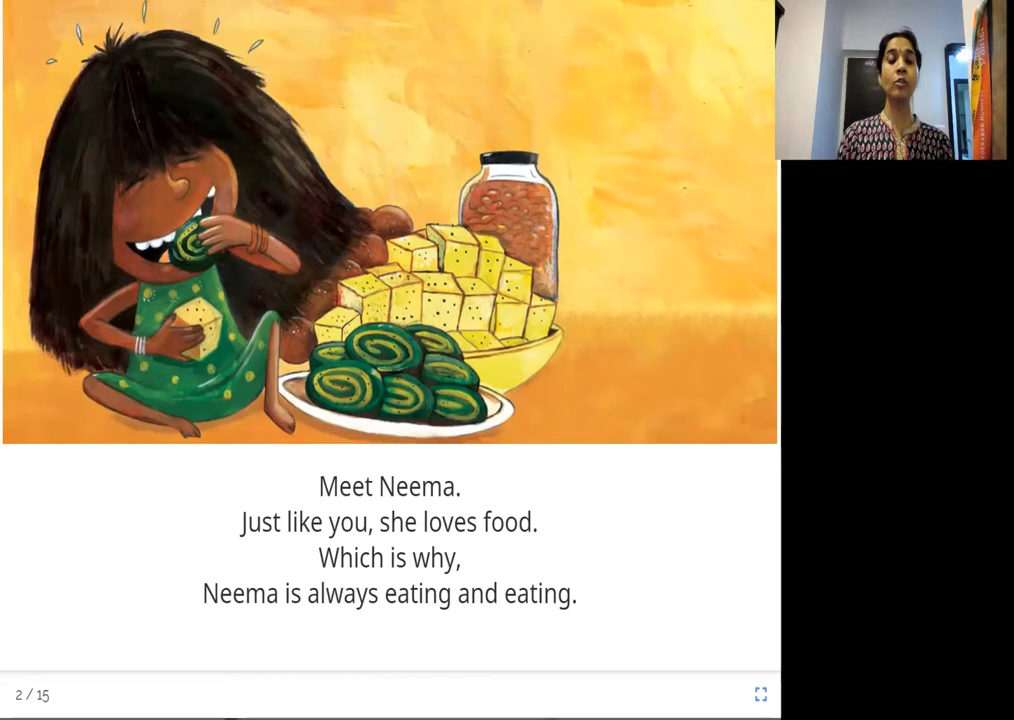 Meet Neema.
Just like you, she loves food.
Which is why,
Neema is always eating and eating.
2 / 15